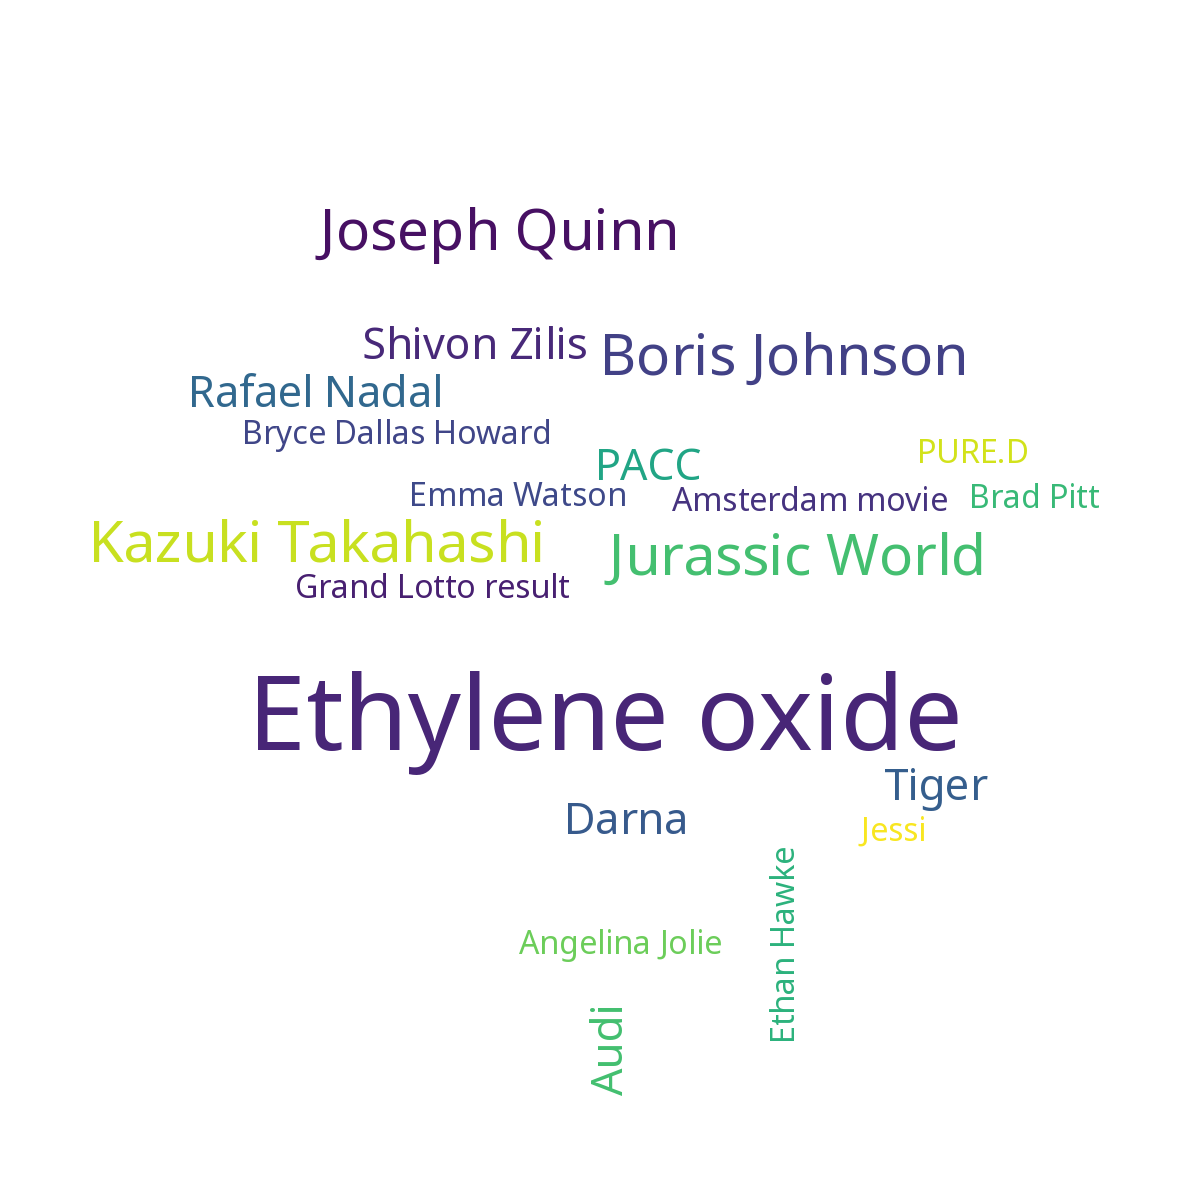 Joseph Quinn
Shivon Zilis
Boris Johnson
Rafael Nadal
Bryce Dallas Howard
PACC
PURE.D
Emma Watson
Amsterdam movie
Brad Pitt
Kazuki Takahashi
Jurassic World
Grand Lotto result
Ethylene oxide
Tiger
Darna
Jessi
Ethan Hawke
Angelina Jolie
Audi